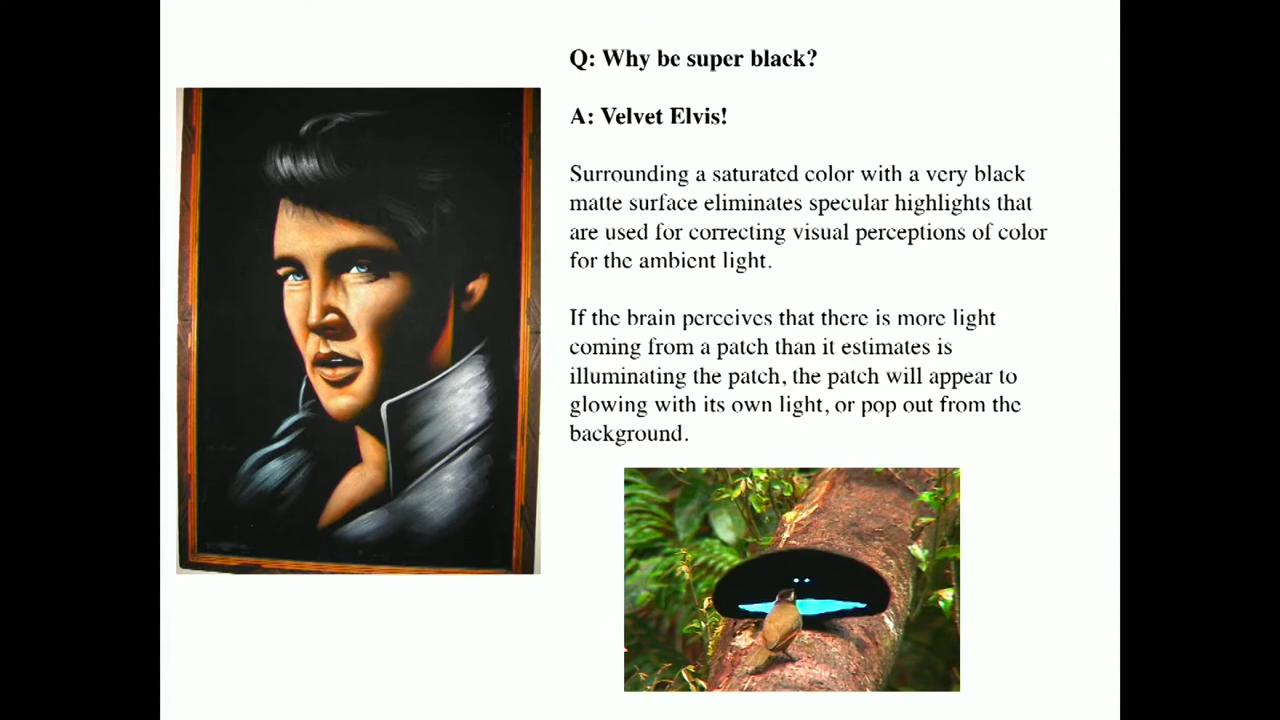 Q: Why be super black?
A: Velvet Elvis!
Surrounding a saturated color with a very black
matte surface eliminates specular highlights that
are used for correcting visual perceptions of color
for the ambient light.
If the brain perceives that there is more light
coming from a patch than it estimates is
illuminating the patch, the patch will appear to
glowing with its own light, or pop out from the
background.